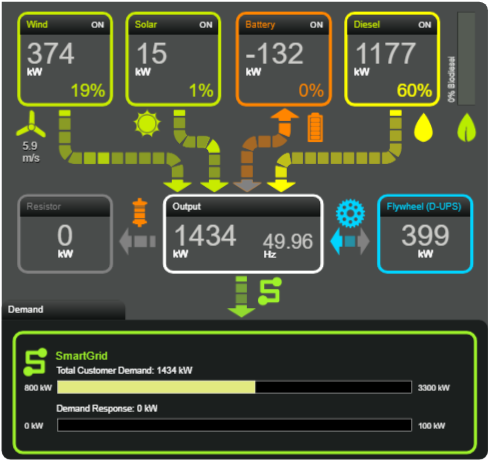 Wind ON
374
kW
19%
Solar ON
15
kW
1%
Battery ON
-132
kW
0%
Diesel ON
1177
kW
60%
0% Biodiesel
5.9
m/s
Resistor
0
kW
Output
1434
kW
49.96
Hz
Flywheel (D-UPS)
399
kW
Demand
SmartGrid
Total Customer Demand: 1434 kW
800 kW 3300 kW
Demand Response: 0 kW
0 kW 100 kW